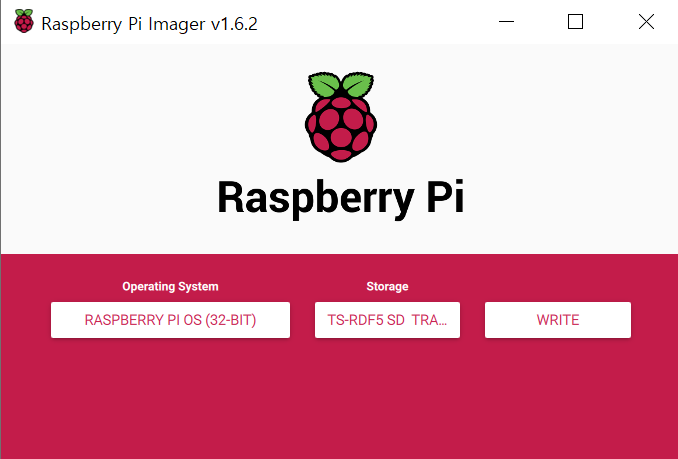 Raspberry Pi Imager v1.6.2
Raspberry Pi
Operating System
Storage
RASPBERRY PI OS (32-BIT)
TS-RDF5 SD  TRA...
WRITE